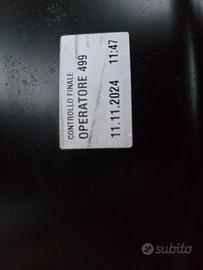 CONTROLLO FINALE
OPERATORE 499
11.11.2024 11:47
subito